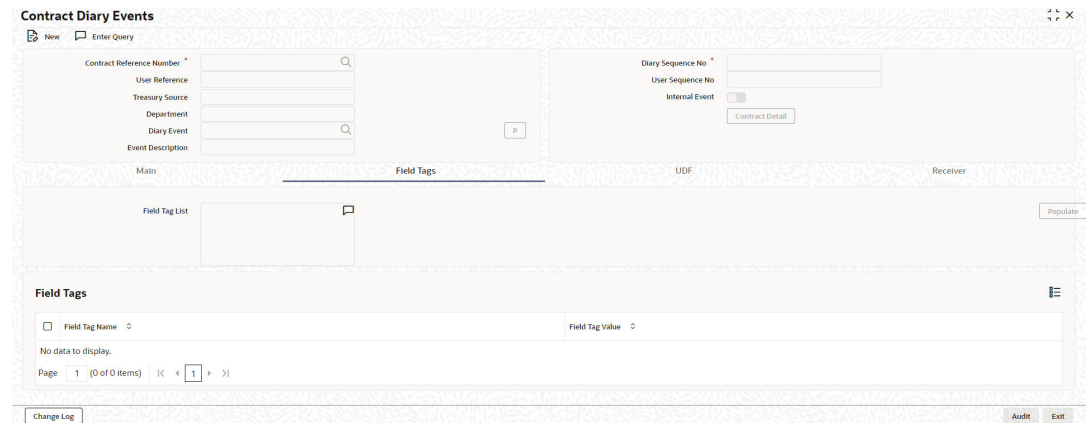 Contract Diary Events
New Enter Query
Contract Reference Number *
User Reference
Treasury Source
Department
Diary Event P
Event Description
Diary Sequence No *
User Sequence No
Internal Event
Contract Detail
Main Field Tags UDF Receiver
Field Tag List Populate
Field Tags
Field Tag Name Field Tag Value
No data to display.
Page 1 (0 of 0 items) 1
Change Log Audit Exit